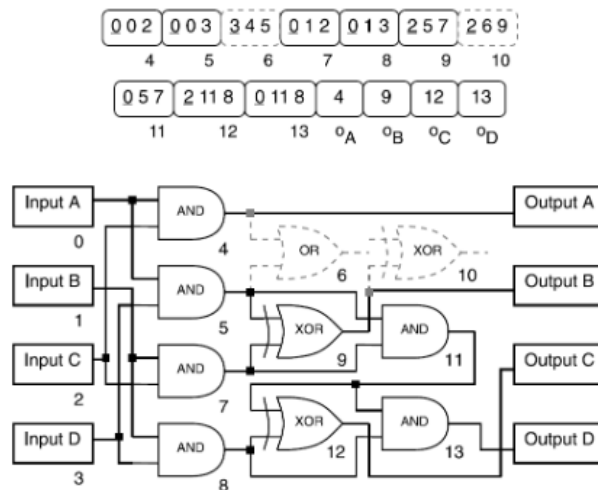 0 0 2 0 0 3 3 4 5 0 1 2 0 1 3 2 5 7 2 6 9
4 5 6 7 8 9 10
0 5 7 2 11 8 0 11 8 4 9 12 13
11 12 13 oA oB oC oD
Input A AND Output A
0 4
OR XOR
6 10
Input B AND Output B
1 5
XOR AND
9 11
Input C AND Output C
2 7
Input D AND XOR AND Output D
3 8 12 13